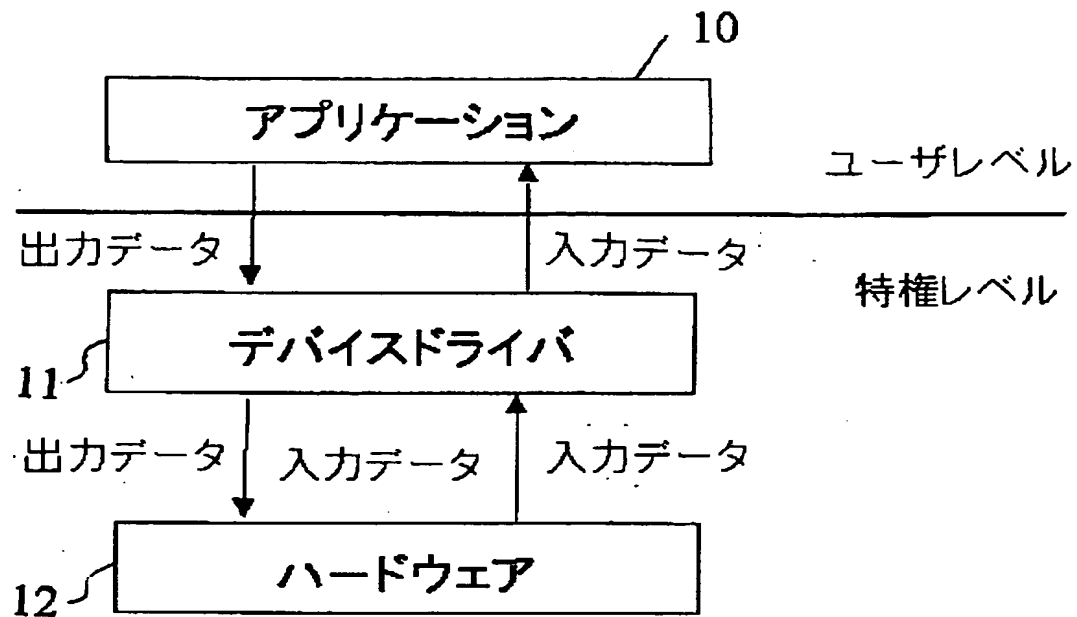 10
アプリケーション
ユーザレベル
出力データ
入力データ
特権レベル
デバイスドライバ
11
出力データ
入力データ
入力データ
ハードウェア
12